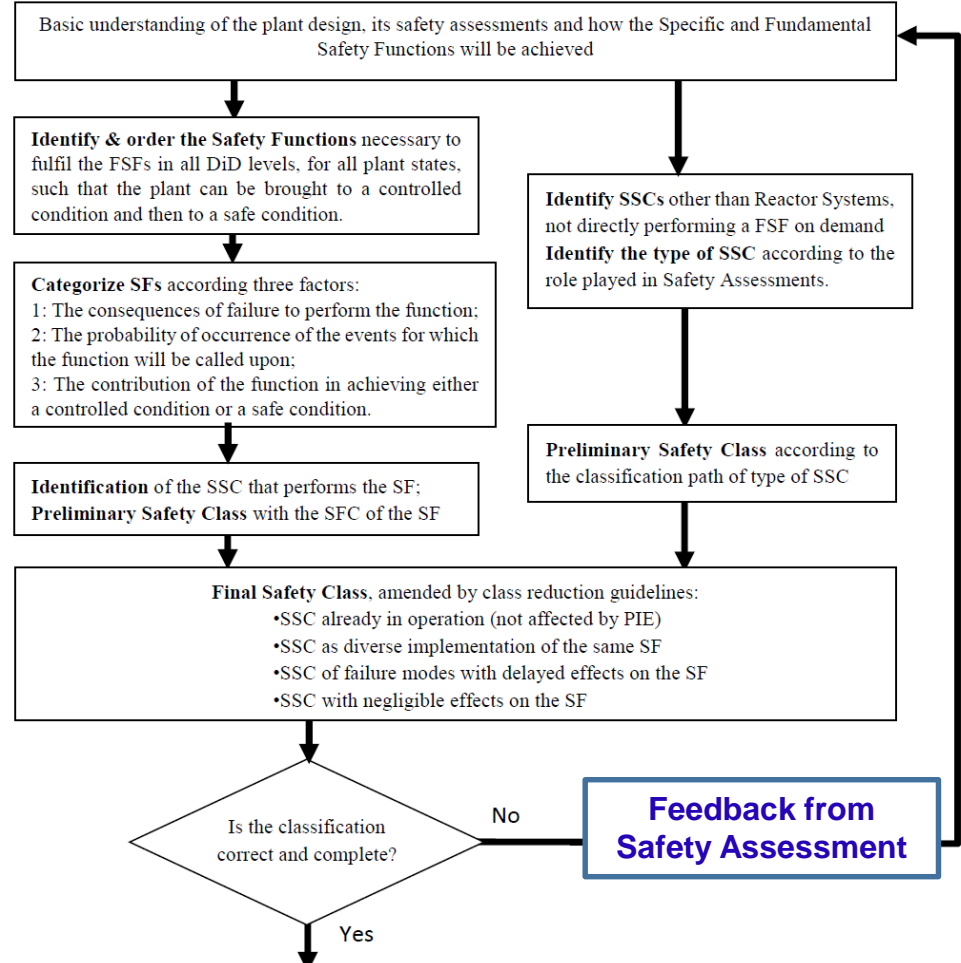 Basic understanding of the plant design, its safety assessments and how the Specific and Fundamental
Safety Functions will be achieved
Identify & order the Safety Functions necessary to
fulfil the FSFs in all DiD levels, for all plant states,
such that the plant can be brought to a controlled
condition and then to a safe condition.
Identify SSCs other than Reactor Systems,
not directly performing a FSF on demand
Identify the type of SSC according to the
role played in Safety Assessments.
Categorize SFs according three factors:
1: The consequences of failure to perform the function;
2: The probability of occurrence of the events for which
the function will be called upon;
3: The contribution of the function in achieving either
a controlled condition or a safe condition.
Preliminary Safety Class according to
the classification path of type of SSC
Identification of the SSC that performs the SF;
Preliminary Safety Class with the SFC of the SF
Final Safety Class, amended by class reduction guidelines:
•SSC already in operation (not affected by PIE)
•SSC as diverse implementation of the same SF
•SSC of failure modes with delayed effects on the SF
•SSC with negligible effects on the SF
Is the classification
correct and complete?
No
Feedback from
Safety Assessment
Yes